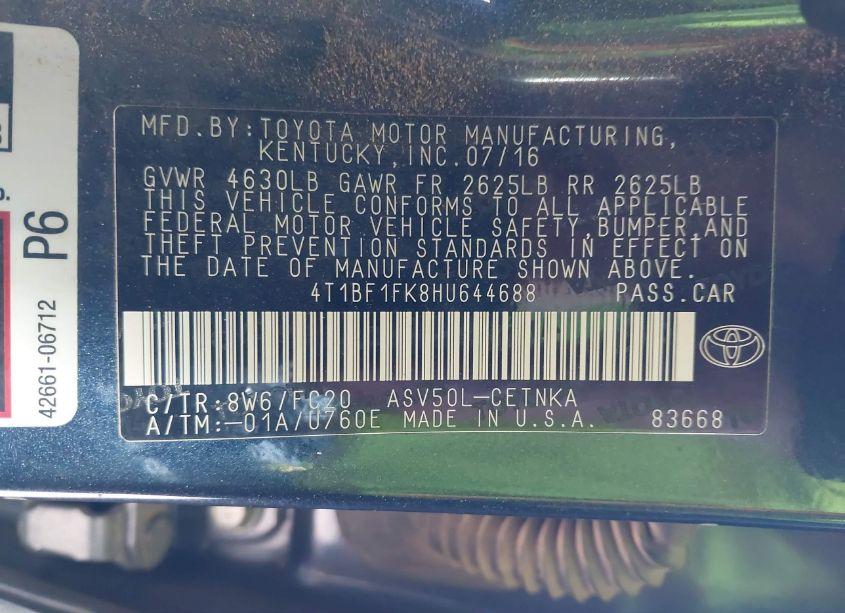 MFD.BY:TOYOTA MOTOR MANUFACTURING,
KENTUCKY,INC.07/16
GVWR 4630LB GAWR FR 2625LB RR 2625LB
THIS VEHICLE CONFORMS TO ALL APPLICABLE
FEDERAL MOTOR VEHICLE SAFETY,BUMPER,AND
THEFT PREVENTION STANDARDS IN EFFECT ON
THE DATE OF MANUFACTURE SHOWN ABOVE.
4T1BF1FK8HU644688 PASS.CAR
C/TR:8W6/FC20 ASV50L-CETNKA
A/TM:-01A/U760E MADE IN U.S.A. 83668
P6
42661-06712